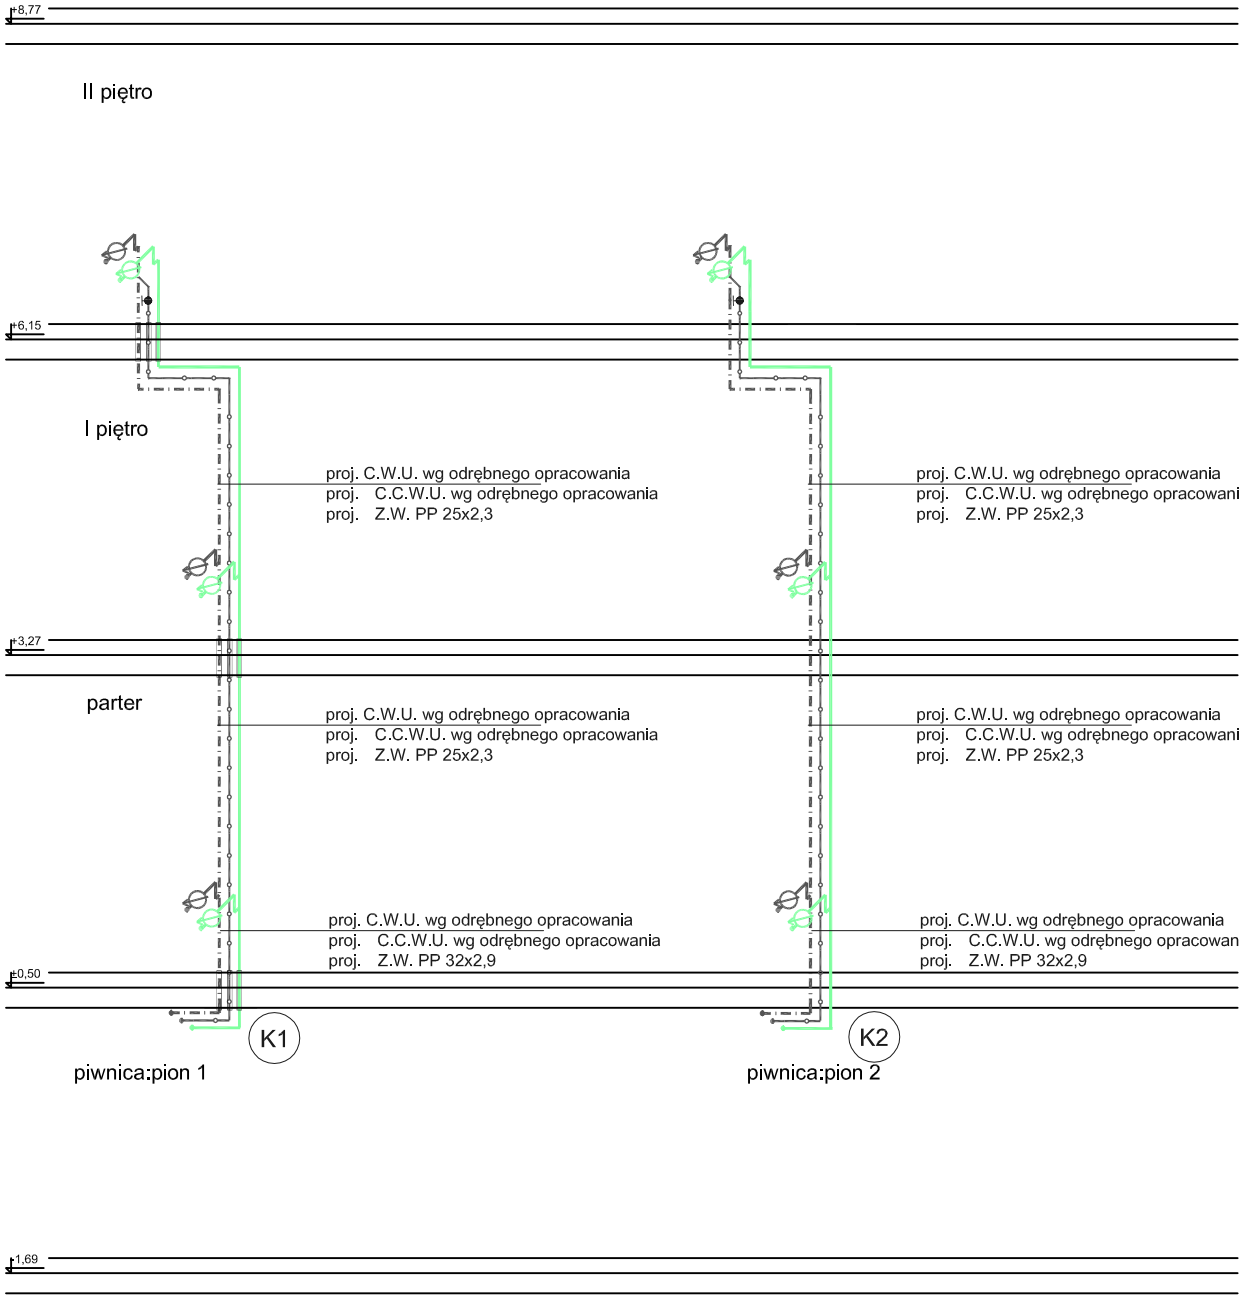 +8,77
II piętro
+6,15
I piętro
proj. C.W.U. wg odrębnego opracowania
proj. C.C.W.U. wg odrębnego opracowania
proj. Z.W. PP 25x2,3
proj. C.W.U. wg odrębnego opracowania
proj. C.C.W.U. wg odrębnego opracowani
proj. Z.W. PP 25x2,3
+3,27
parter
proj. C.W.U. wg odrębnego opracowania
proj. C.C.W.U. wg odrębnego opracowania
proj. Z.W. PP 25x2,3
proj. C.W.U. wg odrębnego opracowania
proj. C.C.W.U. wg odrębnego opracowani
proj. Z.W. PP 25x2,3
proj. C.W.U. wg odrębnego opracowania
proj. C.C.W.U. wg odrębnego opracowania
proj. Z.W. PP 32x2,9
proj. C.W.U. wg odrębnego opracowania
proj. C.C.W.U. wg odrębnego opracowan
proj. Z.W. PP 32x2,9
±0,50
K1
K2
piwnica:pion 1
piwnica:pion 2
-1,69